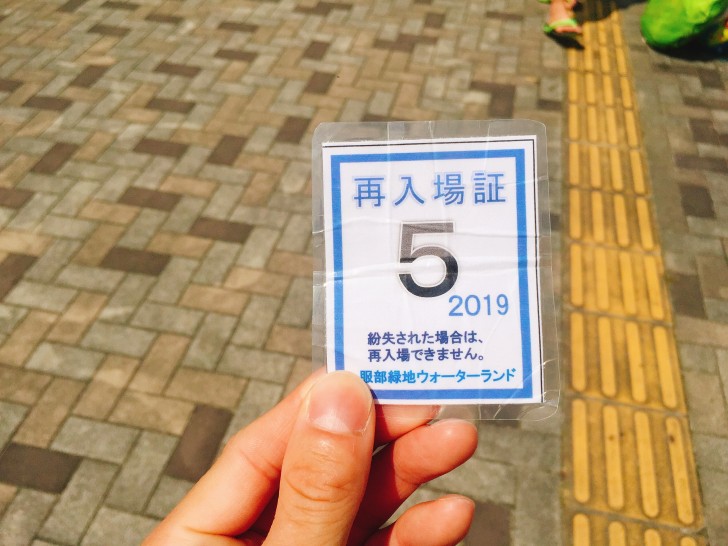 再入場証
5
2019
紛失された場合は、
再入場できません。
服部緑地ウォーターランド